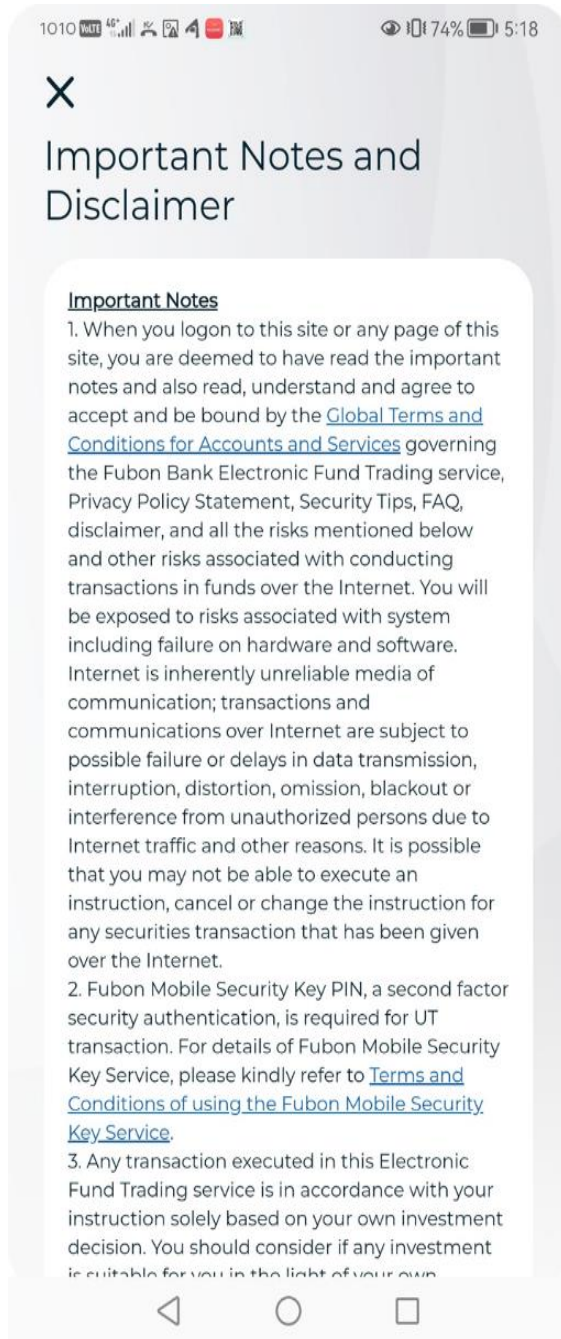 1010 VoLTE 4G 74% 5:18
Important Notes and
Disclaimer
Important Notes
1. When you logon to this site or any page of this
site, you are deemed to have read the important
notes and also read, understand and agree to
accept and be bound by the Global Terms and
Conditions for Accounts and Services governing
the Fubon Bank Electronic Fund Trading service,
Privacy Policy Statement, Security Tips, FAQ,
disclaimer, and all the risks mentioned below
and other risks associated with conducting
transactions in funds over the Internet. You will
be exposed to risks associated with system
including failure on hardware and software.
Internet is inherently unreliable media of
communication; transactions and
communications over Internet are subject to
possible failure or delays in data transmission,
interruption, distortion, omission, blackout or
interference from unauthorized persons due to
Internet traffic and other reasons. It is possible
that you may not be able to execute an
instruction, cancel or change the instruction for
any securities transaction that has been given
over the Internet.
2. Fubon Mobile Security Key PIN, a second factor
security authentication, is required for UT
transaction. For details of Fubon Mobile Security
Key Service, please kindly refer to Terms and
Conditions of using the Fubon Mobile Security
Key Service.
3. Any transaction executed in this Electronic
Fund Trading service is in accordance with your
instruction solely based on your own investment
decision. You should consider if any investment
is suitable for you in the light of your own